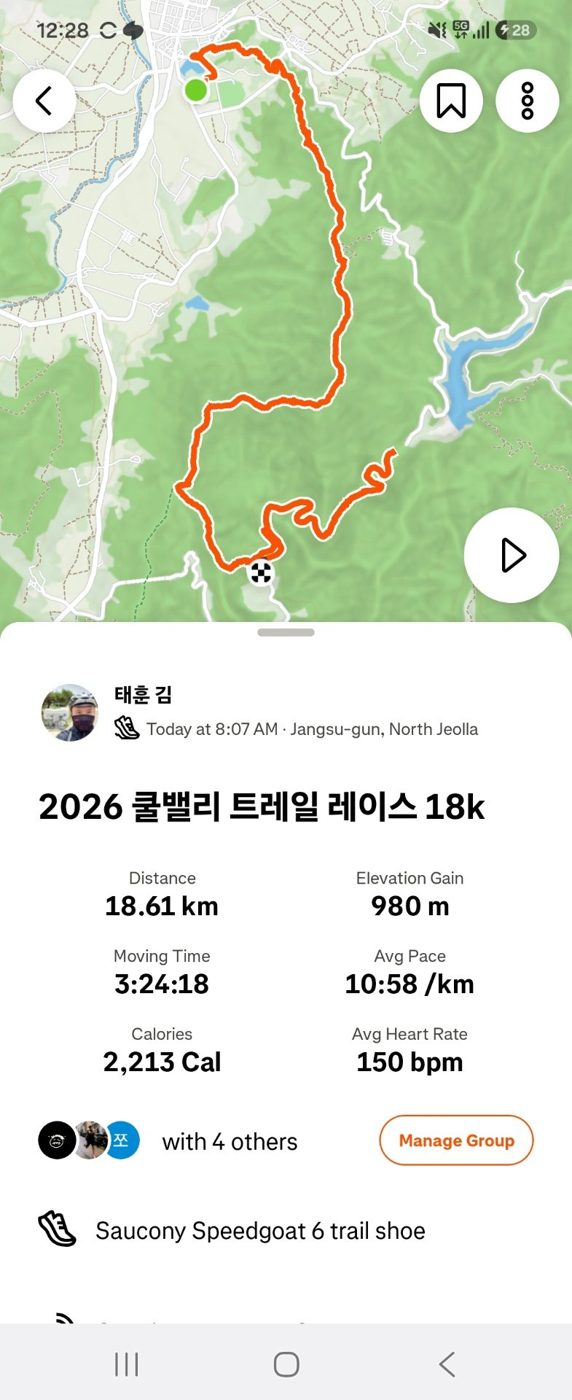 12:28
5G
28
태훈 김
Today at 8:07 AM · Jangsu-gun, North Jeolla
2026 쿨밸리 트레일 레이스 18k
Distance
Elevation Gain
18.61 km
980 m
Moving Time
Avg Pace
3:24:18
10:58 /km
Calories
Avg Heart Rate
2,213 Cal
150 bpm
쪼
with 4 others
Manage Group
Saucony Speedgoat 6 trail shoe